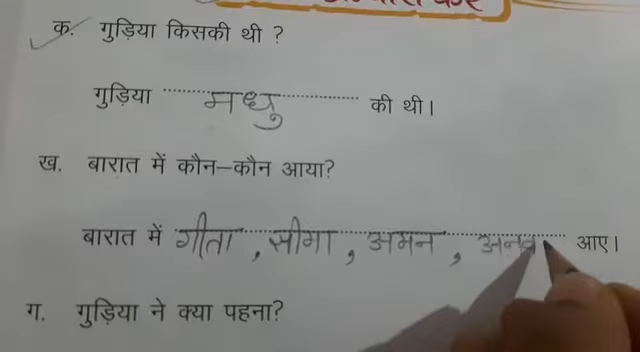 क. गुड़िया किसकी थी ?
गुड़िया मधु की थी।
ख. बारात में कौन-कौन आया?
बारात में गीता , सीमा , अमन , आए।
ग. गुड़िया ने क्या पहना?